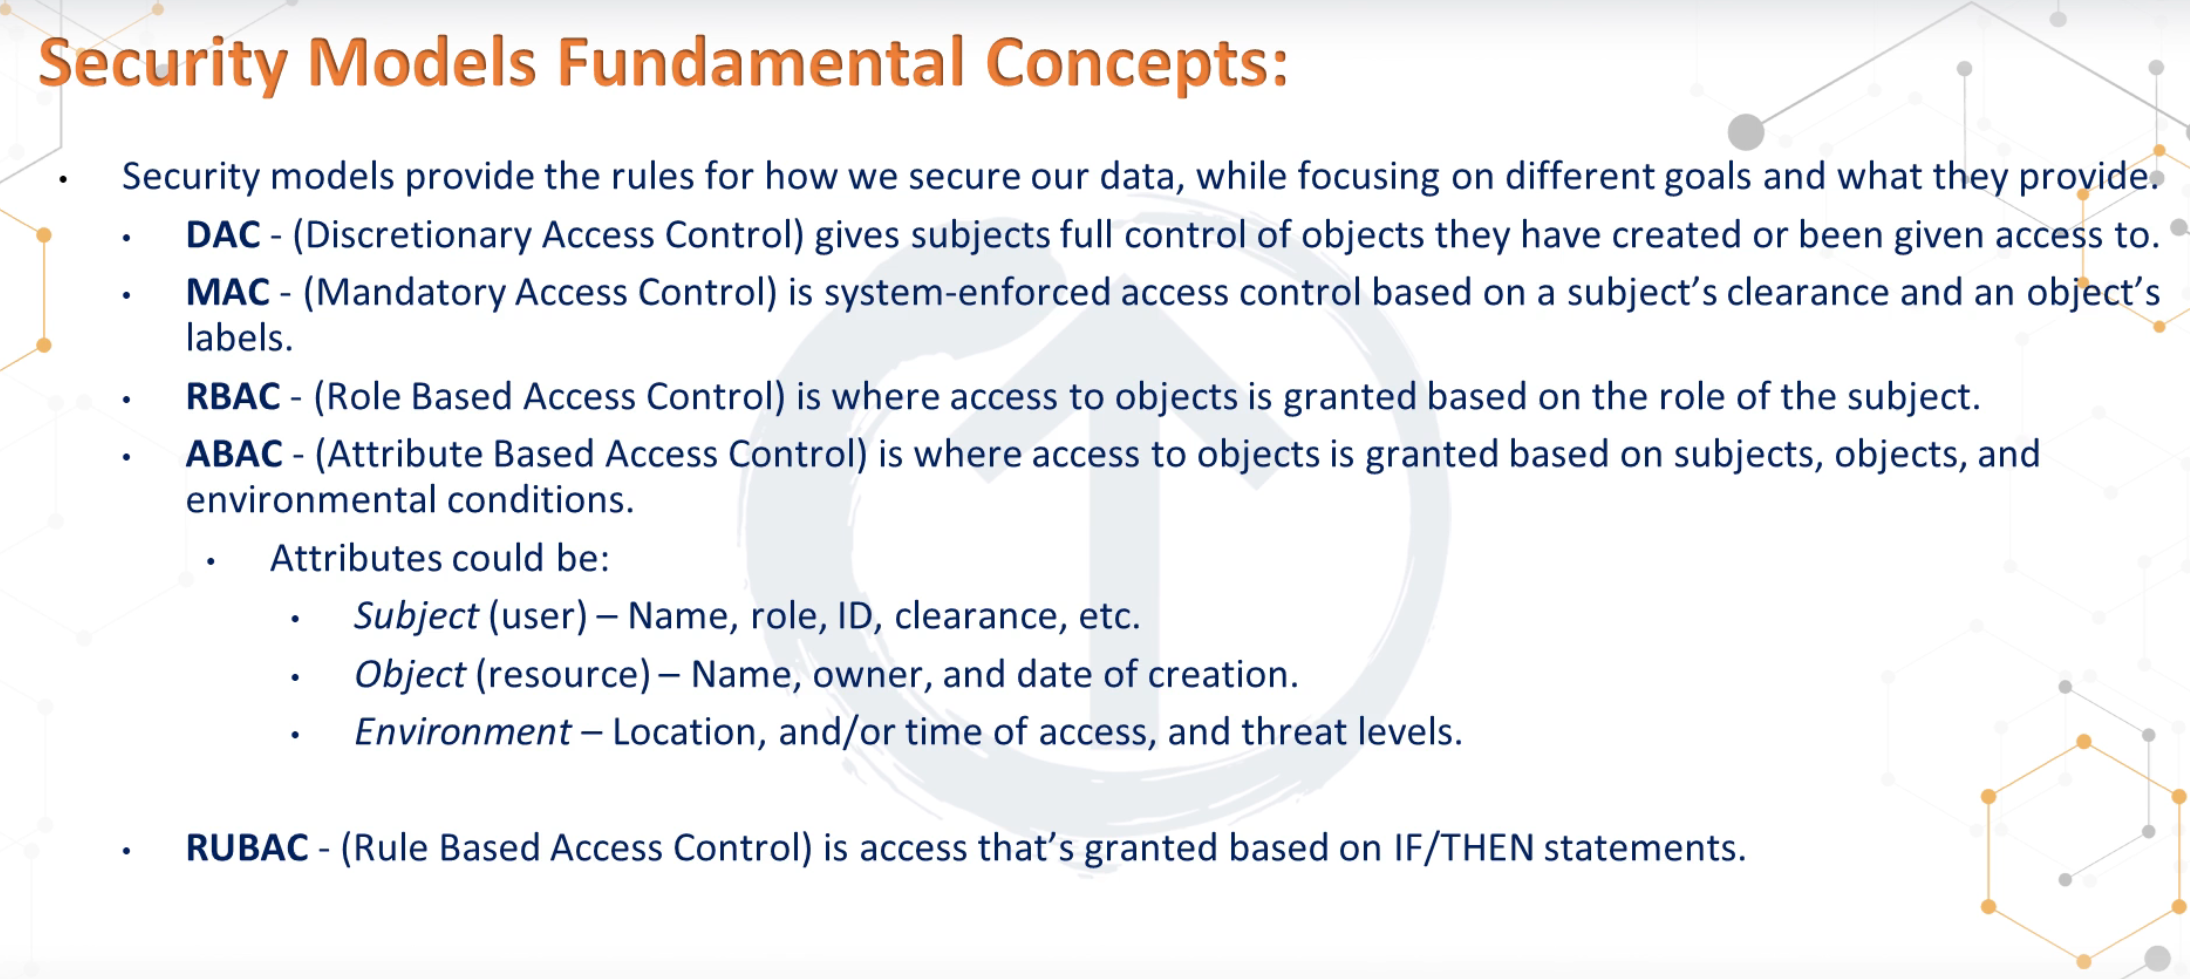 Security Models Fundamental Concepts:
• Security models provide the rules for how we secure our data, while focusing on different goals and what they provide.
• DAC - (Discretionary Access Control) gives subjects full control of objects they have created or been given access to.
• MAC - (Mandatory Access Control) is system-enforced access control based on a subject’s clearance and an object’s
labels.
• RBAC - (Role Based Access Control) is where access to objects is granted based on the role of the subject.
• ABAC - (Attribute Based Access Control) is where access to objects is granted based on subjects, objects, and
environmental conditions.
• Attributes could be:
• Subject (user) – Name, role, ID, clearance, etc.
• Object (resource) – Name, owner, and date of creation.
• Environment – Location, and/or time of access, and threat levels.
• RUBAC - (Rule Based Access Control) is access that’s granted based on IF/THEN statements.